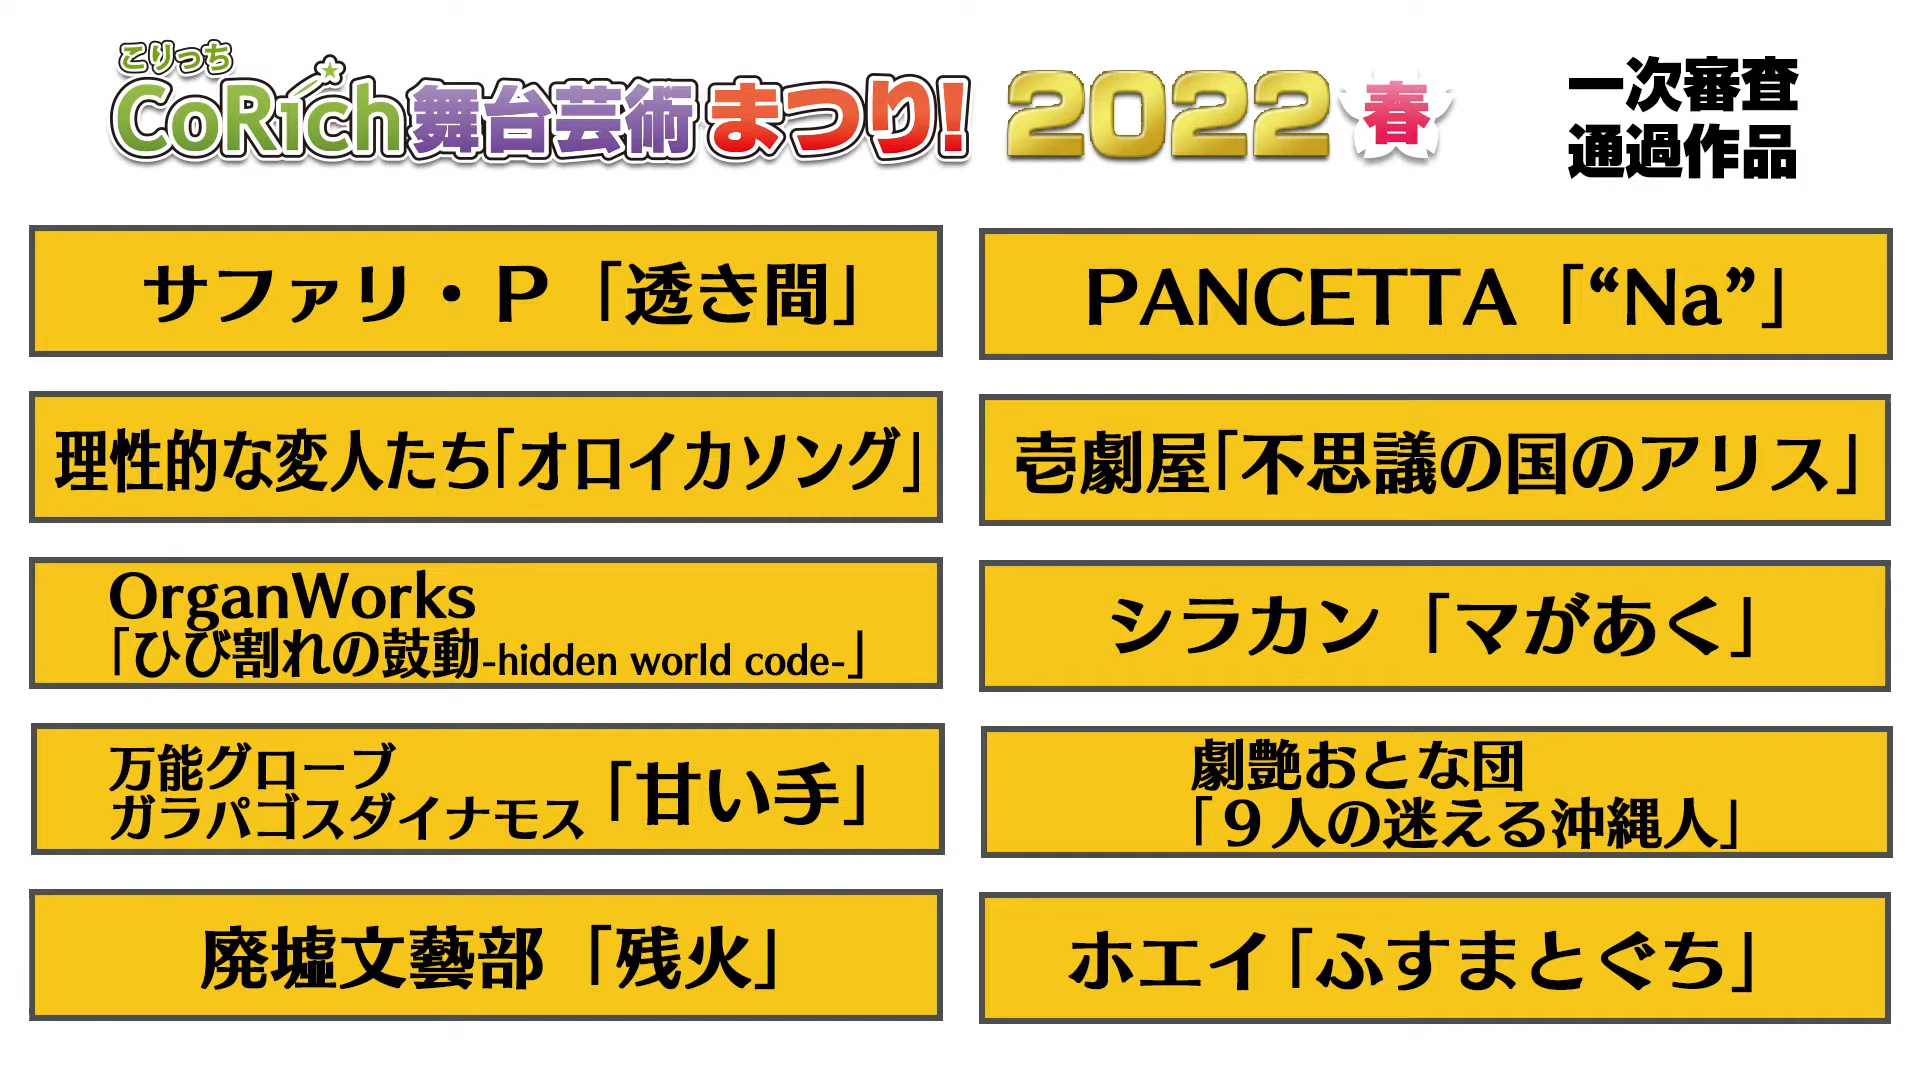 こりっち
CoRich舞台芸術まつり! 2022春
一次審査
通過作品
サファリ・P「透き間」
PANCETTA「“Na”」
理性的な変人たち「オロイカソング」
壱劇屋「不思議の国のアリス」
OrganWorks
「ひび割れの鼓動-hidden world code-」
シラカン「マがあく」
万能グローブ
ガラパゴスダイナモス「甘い手」
劇艶おとな団
「９人の迷える沖縄人」
廃墟文藝部「残火」
ホエイ「ふすまとぐち」